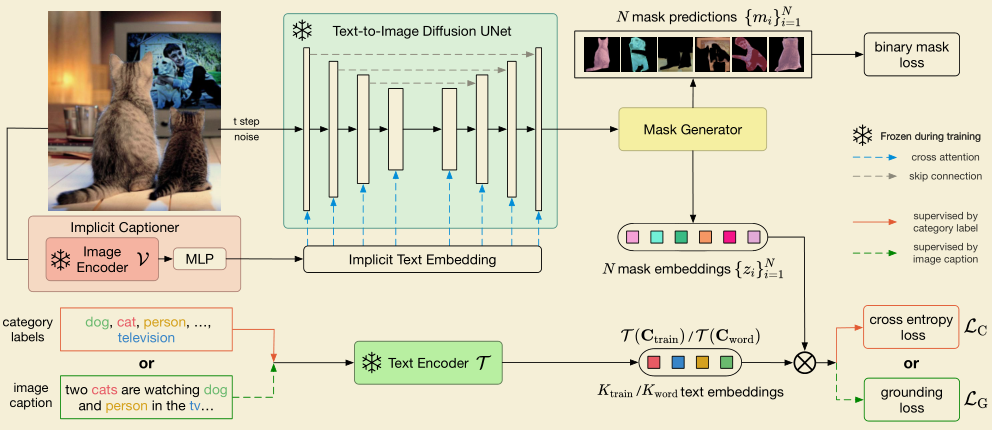 Text-to-Image Diffusion UNet
N mask predictions {m_i}_{i=1}^N
binary mask
loss
t step
noise
Mask Generator
Frozen during training
cross attention
skip connection
supervised by
category label
supervised by
image caption
Implicit Captioner
Image
Encoder 𝒱
MLP
Implicit Text Embedding
N mask embeddings {z_i}_{i=1}^N
category
labels
dog, cat, person, ...,
television
or
image
caption
two cats are watching dog
and person in the tv...
Text Encoder 𝒯
𝒯(C_train)/𝒯(C_word)
K_train/K_word text embeddings
cross entropy
loss
ℒ_C
or
grounding
loss
ℒ_G